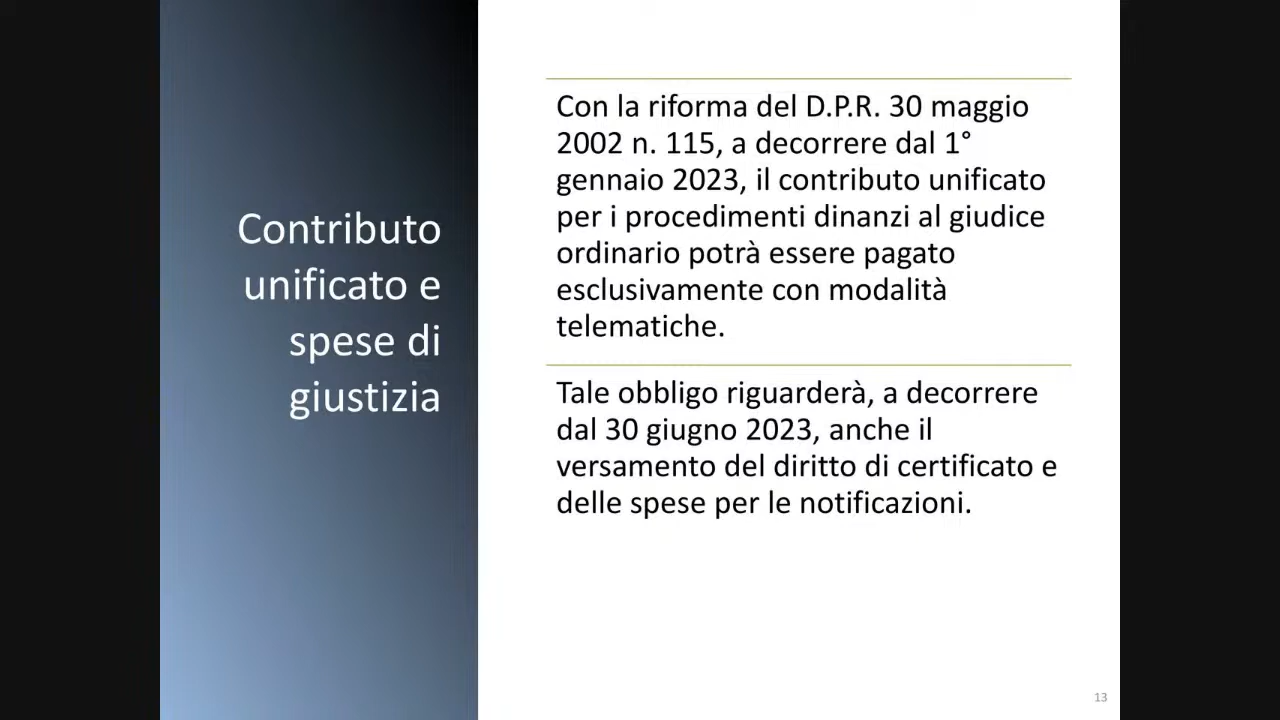 Contributo
unificato e
spese di
giustizia
Con la riforma del D.P.R. 30 maggio
2002 n. 115, a decorrere dal 1°
gennaio 2023, il contributo unificato
per i procedimenti dinanzi al giudice
ordinario potrà essere pagato
esclusivamente con modalità
telematiche.
Tale obbligo riguarderà, a decorrere
dal 30 giugno 2023, anche il
versamento del diritto di certificato e
delle spese per le notificazioni.
13